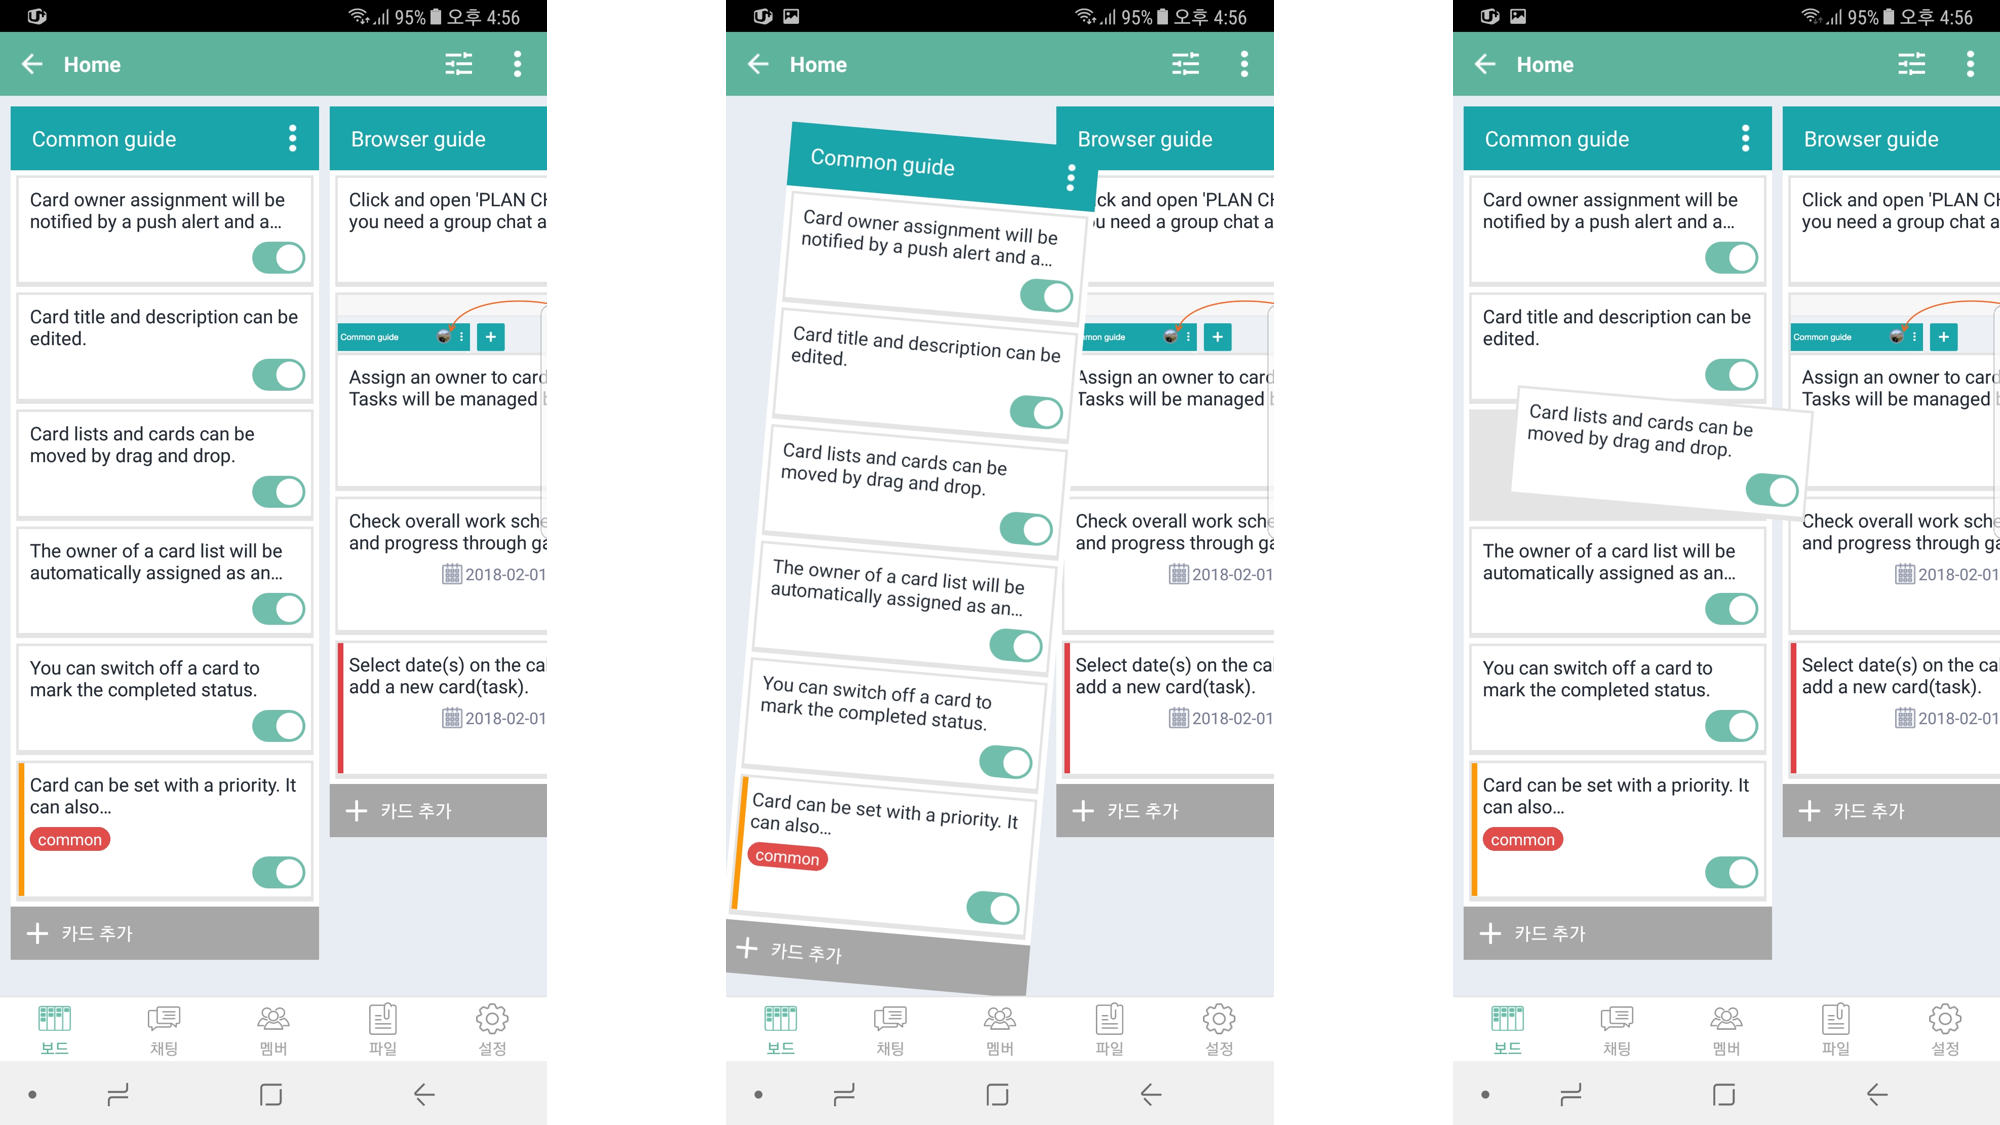 95% 오후 4:56
Home
Common guide
Card owner assignment will be
notified by a push alert and a...
Card title and description can be
edited.
Card lists and cards can be
moved by drag and drop.
The owner of a card list will be
automatically assigned as an...
You can switch off a card to
mark the completed status.
Card can be set with a priority. It
can also...
common
카드 추가
Browser guide
Click and open 'PLAN CH
you need a group chat a
Common guide
Assign an owner to card
Tasks will be managed
Check overall work sche
and progress through ga
2018-02-01
Select date(s) on the ca
add a new card(task).
2018-02-01
카드 추가
보드
채팅
멤버
파일
설정
95% 오후 4:56
Home
Common guide
Card owner assignment will be
notified by a push alert and a...
Card title and description can be
edited.
Card lists and cards can be
moved by drag and drop.
The owner of a card list will be
automatically assigned as an...
You can switch off a card to
mark the completed status.
Card can be set with a priority. It
can also...
common
카드 추가
Browser guide
ck and open 'PLAN CH
u need a group chat a
mon guide
Assign an owner to card
Tasks will be managed
Check overall work sche
and progress through ga
2018-02-01
Select date(s) on the ca
add a new card(task).
2018-02-01
카드 추가
보드
채팅
멤버
파일
설정
95% 오후 4:56
Home
Common guide
Card owner assignment will be
notified by a push alert and a...
Card title and description can be
edited.
Card lists and cards can be
moved by drag and drop.
The owner of a card list will be
automatically assigned as an...
You can switch off a card to
mark the completed status.
Card can be set with a priority. It
can also...
common
카드 추가
Browser guide
Click and open 'PLAN CH
you need a group chat a
Common guide
Assign an owner to card
Tasks will be managed
Check overall work sche
and progress through ga
2018-02-01
Select date(s) on the ca
add a new card(task).
2018-02-01
카드 추가
보드
채팅
멤버
파일
설정